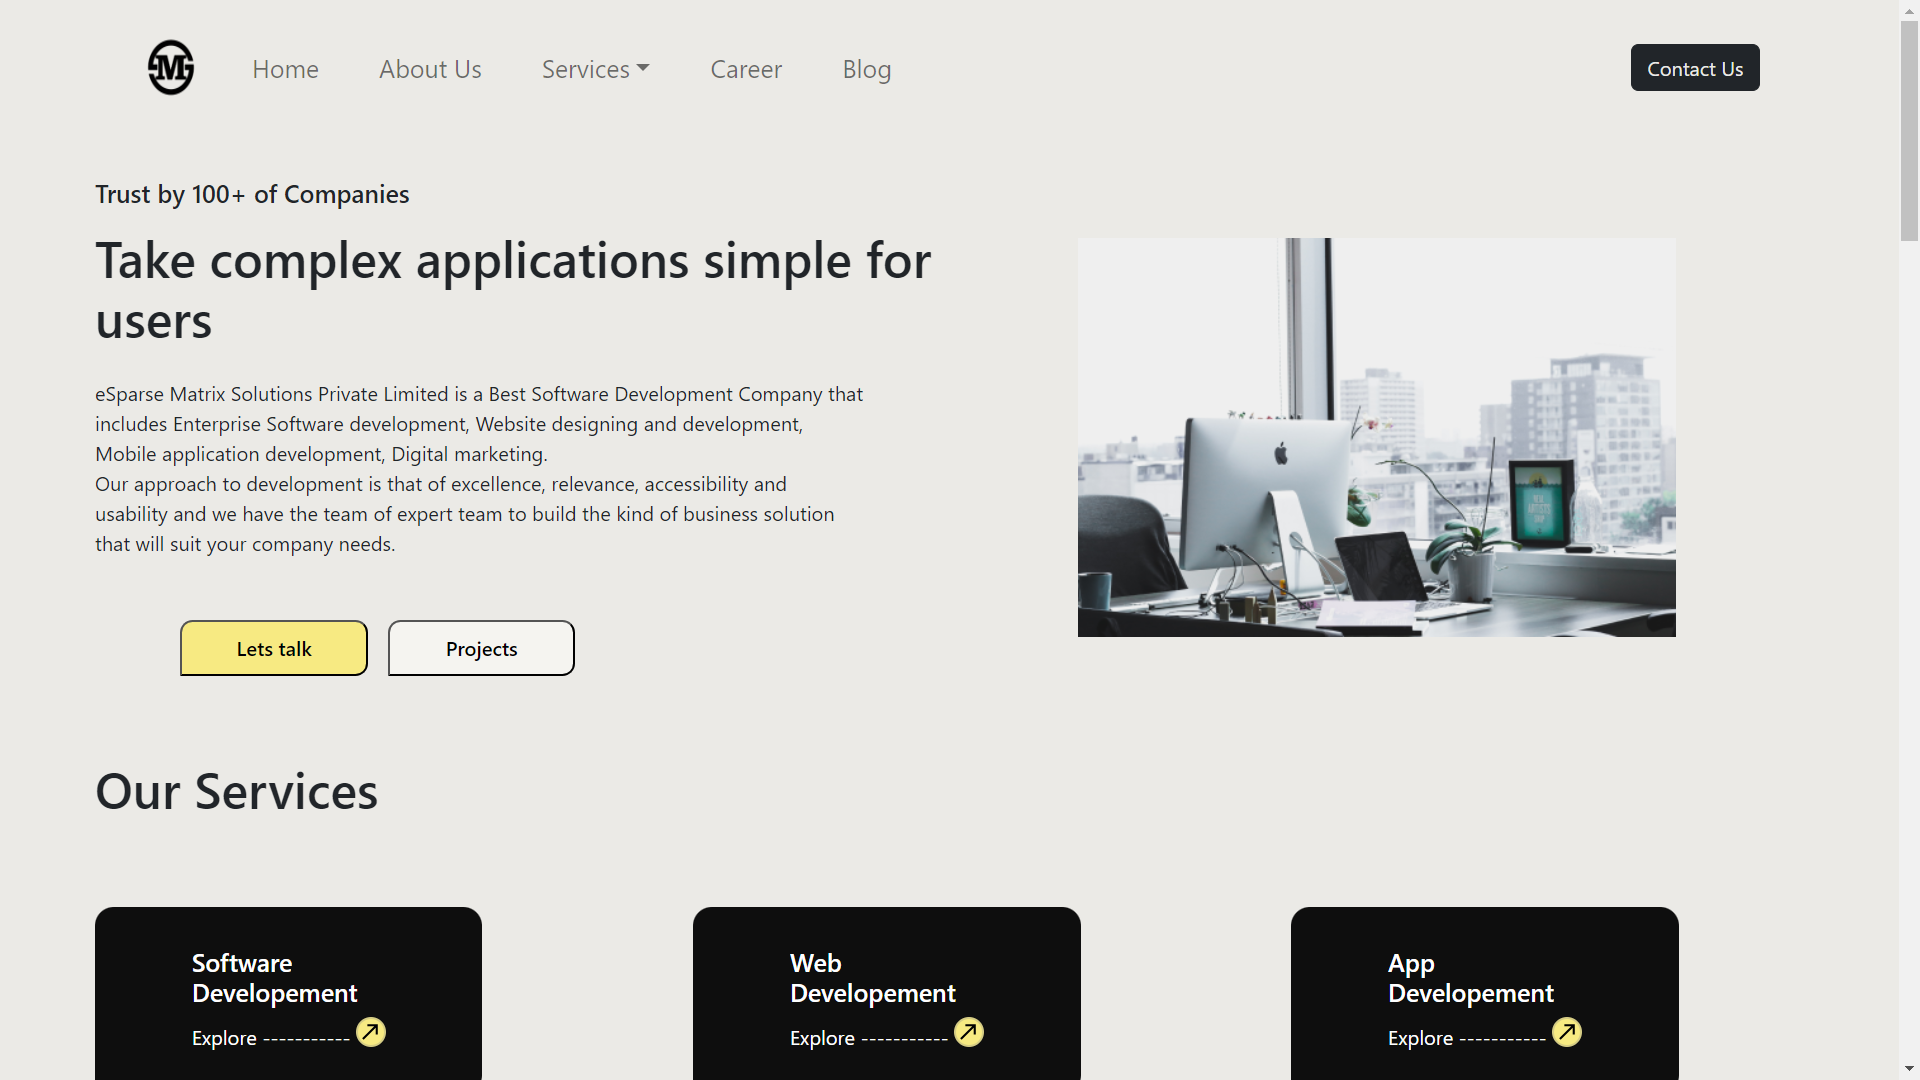 Home
About Us
Services
Career
Blog
Contact Us
Trust by 100+ of Companies
Take complex applications simple for
users
eSparse Matrix Solutions Private Limited is a Best Software Development Company that
includes Enterprise Software development, Website designing and development,
Mobile application development, Digital marketing.
Our approach to development is that of excellence, relevance, accessibility and
usability and we have the team of expert team to build the kind of business solution
that will suit your company needs.
Lets talk
Projects
Our Services
Software
Developement
Explore -----------
Web
Developement
Explore -----------
App
Developement
Explore -----------